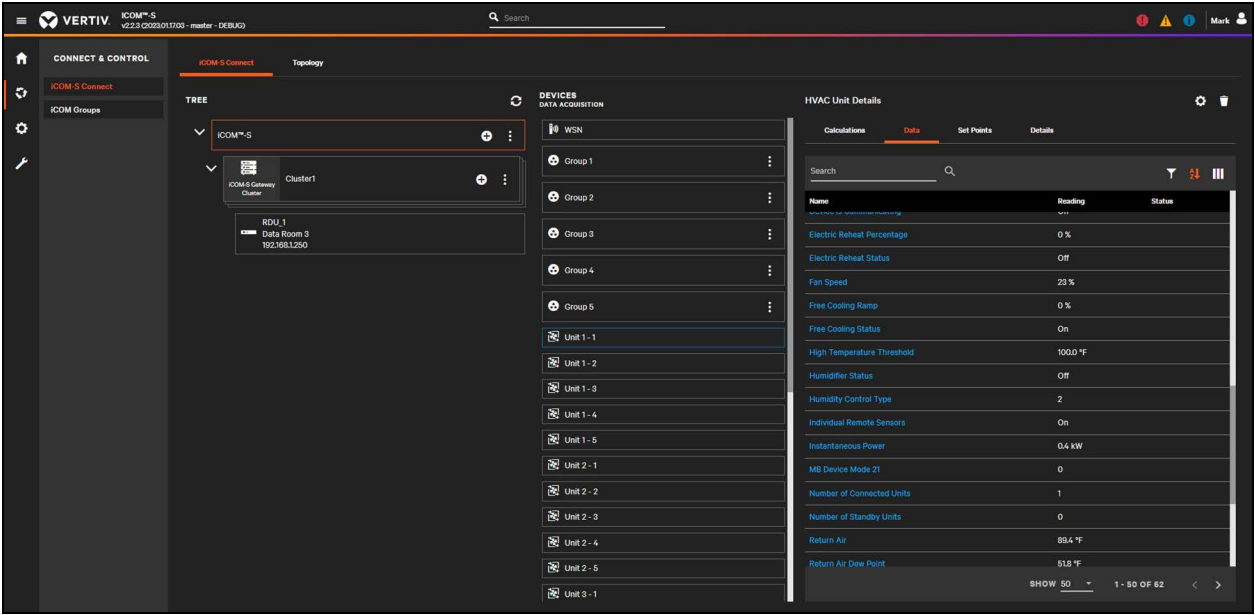 VERTIV.
iCOM™-S
v2.2.3 (2023.01.17.03 - master - DEBUG)
Search
Mark
CONNECT & CONTROL
iCOM-S Connect
iCOM Groups
iCOM-S Connect
Topology
TREE
iCOM™-S
iCOM-S Gateway
Cluster
Cluster1
RDU_1
Data Room 3
192.168.1.250
DEVICES
DATA ACQUISITION
WSN
Group 1
Group 2
Group 3
Group 4
Group 5
Unit 1 - 1
Unit 1 - 2
Unit 1 - 3
Unit 1 - 4
Unit 1 - 5
Unit 2 - 1
Unit 2 - 2
Unit 2 - 3
Unit 2 - 4
Unit 2 - 5
Unit 3 - 1
HVAC Unit Details
Calculations Data Set Points Details
Search
Name Reading Status
Device is Communicating On
Electric Reheat Percentage 0 %
Electric Reheat Status Off
Fan Speed 23 %
Free Cooling Ramp 0 %
Free Cooling Status On
High Temperature Threshold 100.0 °F
Humidifier Status Off
Humidity Control Type 2
Individual Remote Sensors On
Instantaneous Power 0.4 kW
MB Device Mode 21 0
Number of Connected Units 1
Number of Standby Units 0
Return Air 89.4 °F
Return Air Dew Point 51.8 °F
SHOW 50 1 - 50 OF 62